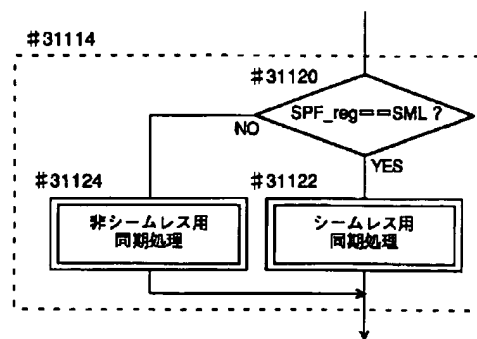 #31114
#31120
SPF_reg==SML ?
NO
YES
#31124
#31122
非シームレス用
同期処理
シームレス用
同期処理